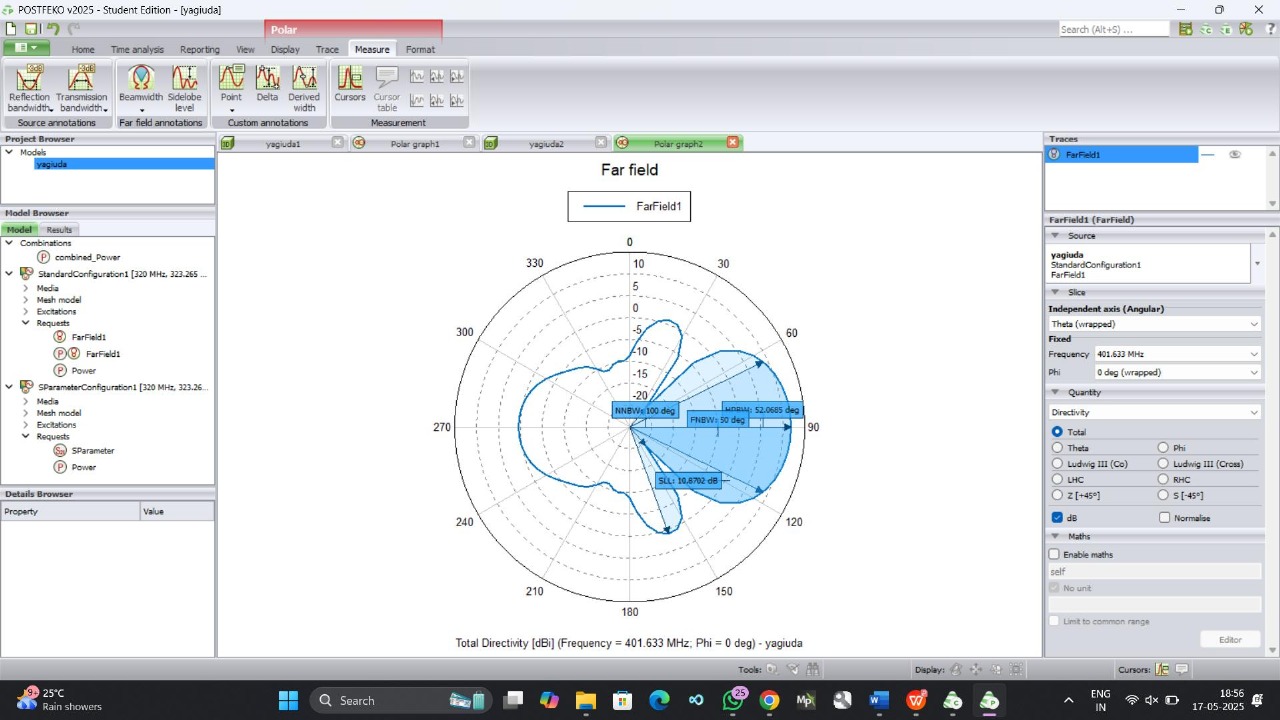 POSTFEKO v2025 - Student Edition - [yagiuda]
Polar
Search (Alt+S) ...
Home Time analysis Reporting View Display Trace Measure Format
Reflection bandwidth
Transmission bandwidth
Beamwidth
Sidelobe level
Point
Delta
Derived width
Cursors
Cursor table
Source annotations
Far field annotations
Custom annotations
Measurement
Project Browser
Models
yagiuda
Model Browser
Model Results
Combinations
combined_Power
StandardConfiguration1 [320 MHz, 323.265 ...
Media
Mesh model
Excitations
Requests
FarField1
FarField1
Power
SParameterConfiguration1 [320 MHz, 323.26...
Media
Mesh model
Excitations
Requests
SParameter
Power
Details Browser
Property Value
yagiuda1 Polar graph1 yagiuda2 Polar graph2
Far field
FarField1
0
30
60
90
120
150
180
210
240
270
300
330
10
5
0
-5
-10
-15
-20
NNBW: 100 deg
HPBW: 52.0685 deg
FNBW: 50 deg
SLL: 10.8702 dB
Total Directivity [dBi] (Frequency = 401.633 MHz; Phi = 0 deg) - yagiuda
Traces
FarField1
FarField1 (FarField)
Source
yagiuda
StandardConfiguration1
FarField1
Slice
Independent axis (Angular)
Theta (wrapped)
Fixed
Frequency 401.633 MHz
Phi 0 deg (wrapped)
Quantity
Directivity
Total
Theta Phi
Ludwig III (Co) Ludwig III (Cross)
LHC RHC
Z [+45°] S [-45°]
dB Normalise
Maths
Enable maths
self
No unit
Limit to common range
Editor
Tools: Display: Cursors:
9+
25°C
Rain showers
Search
25
ENG
IN
18:56
17-05-2025